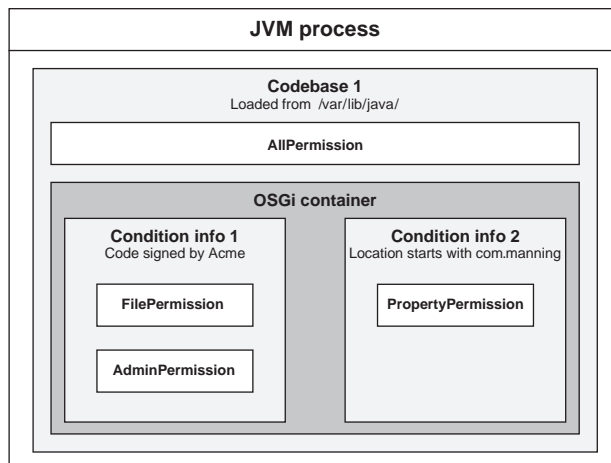 JVM process
Codebase 1
Loaded from /var/lib/java/
AllPermission
OSGi container
Condition info 1
Code signed by Acme
FilePermission
AdminPermission
Condition info 2
Location starts with com.manning
PropertyPermission